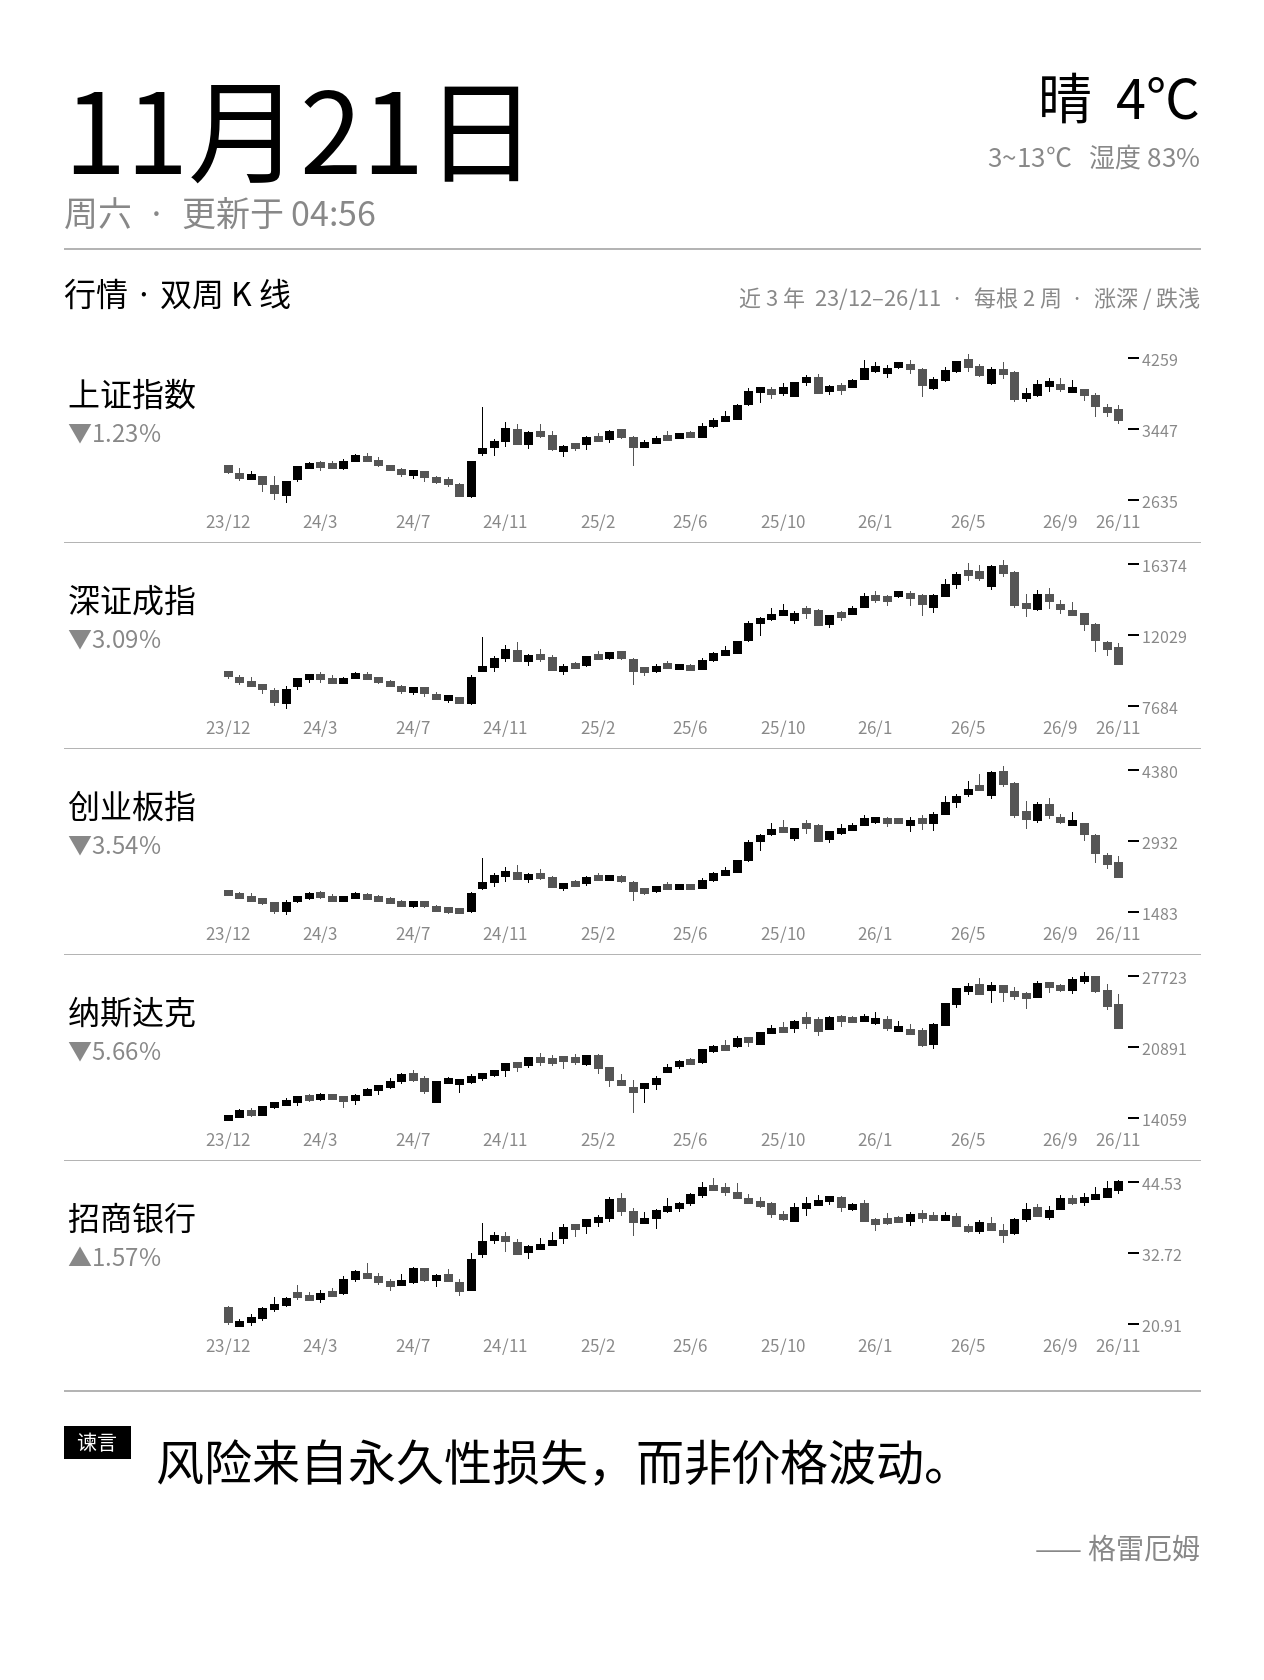 11月21日
晴 4℃
3~13℃ 湿度 83%
周六 · 更新于 04:56
行情 · 双周 K 线
近 3 年 23/12–26/11 · 每根 2 周 · 涨深 / 跌浅
上证指数
▼1.23%
4259
3447
2635
23/12 24/3 24/7 24/11 25/2 25/6 25/10 26/1 26/5 26/9 26/11
深证成指
▼3.09%
16374
12029
7684
23/12 24/3 24/7 24/11 25/2 25/6 25/10 26/1 26/5 26/9 26/11
创业板指
▼3.54%
4380
2932
1483
23/12 24/3 24/7 24/11 25/2 25/6 25/10 26/1 26/5 26/9 26/11
纳斯达克
▼5.66%
27723
20891
14059
23/12 24/3 24/7 24/11 25/2 25/6 25/10 26/1 26/5 26/9 26/11
招商银行
▲1.57%
44.53
32.72
20.91
23/12 24/3 24/7 24/11 25/2 25/6 25/10 26/1 26/5 26/9 26/11
谏言
风险来自永久性损失，而非价格波动。
—— 格雷厄姆